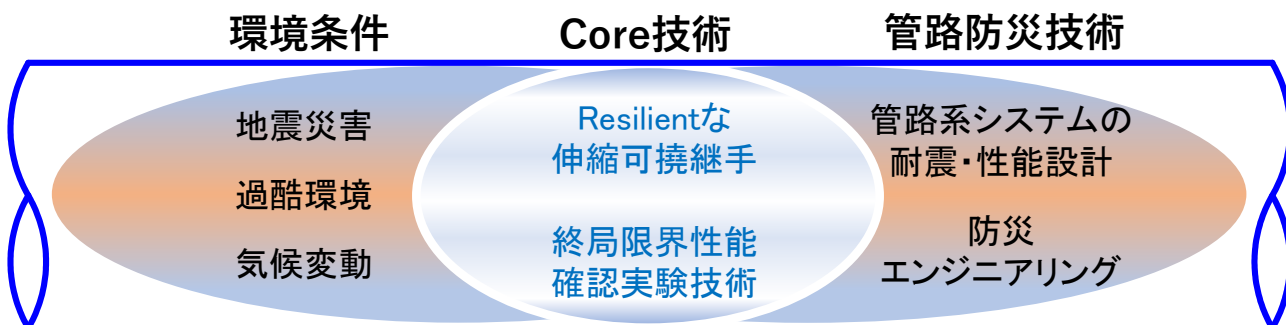 環境条件
地震災害
過酷環境
気候変動
Core技術
Resilientな
伸縮可撓継手
終局限界性能
確認実験技術
管路防災技術
管路系システムの
耐震・性能設計
防災
エンジニアリング